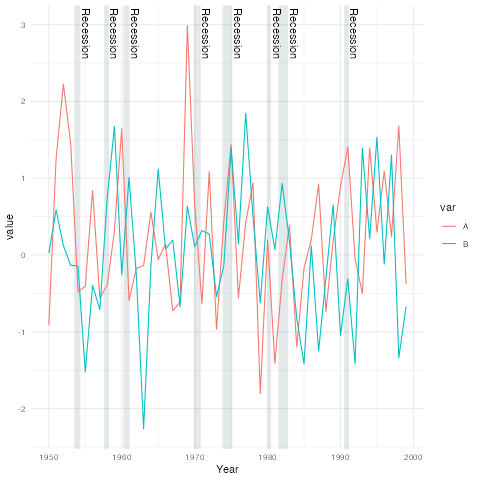 Recession Recession Recession Recession Recession Recession Recession Recession
3
2
1
0
-1
-2
value
1950 1960 1970 1980 1990 2000
Year
var
A
B